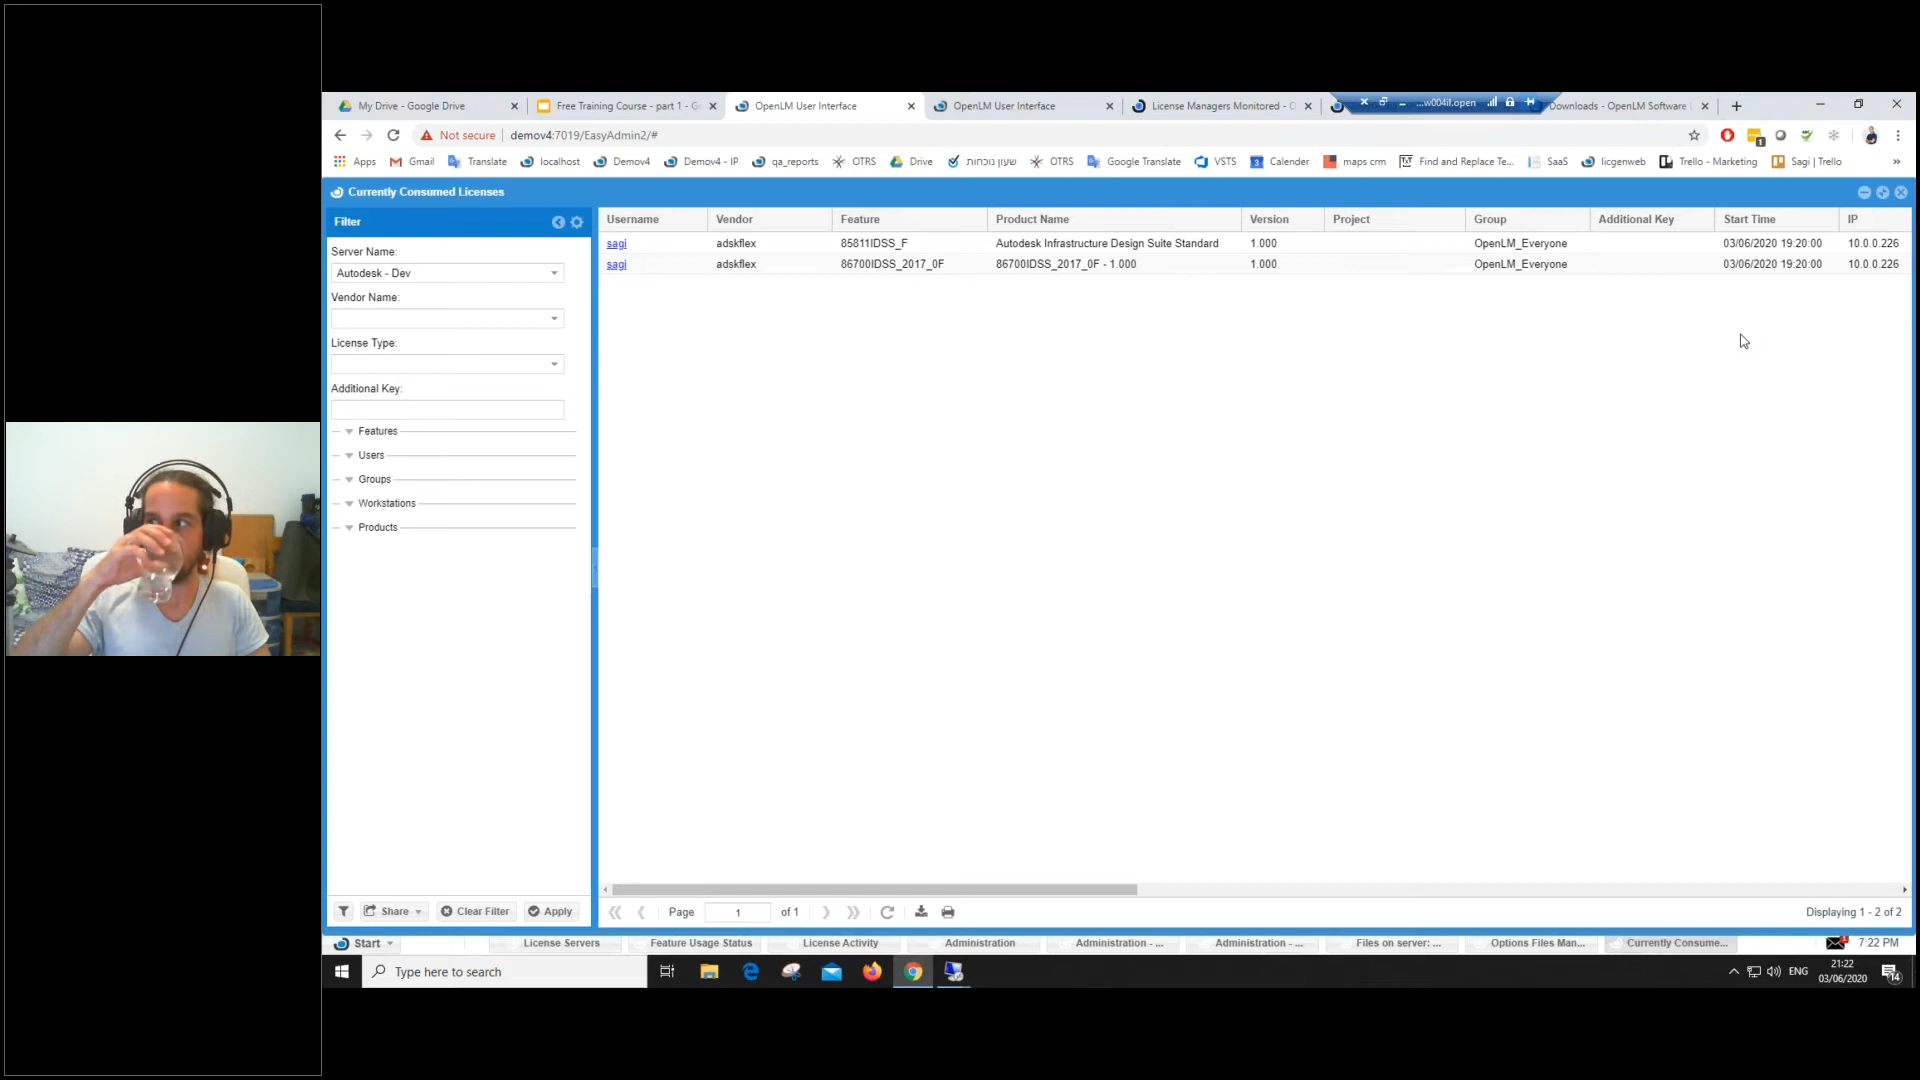 My Drive - Google Drive
Free Training Course - part 1 - G
OpenLM User Interface
OpenLM User Interface
License Managers Monitored - O
...w004il.open
Downloads - OpenLM Software
Not secure
demov4:7019/EasyAdmin2/#
Apps
Gmail
Translate
localhost
Demov4
Demov4 - IP
qa_reports
OTRS
Drive
שעון נוכחות
OTRS
Google Translate
VSTS
Calender
maps crm
Find and Replace Te...
SaaS
licgenweb
Trello - Marketing
Sagi | Trello
Currently Consumed Licenses
Filter
Server Name:
Autodesk - Dev
Vendor Name:
License Type:
Additional Key:
Features
Users
Groups
Workstations
Products
Username Vendor Feature Product Name Version Project Group Additional Key Start Time IP
sagi adskflex 85811IDSS_F Autodesk Infrastructure Design Suite Standard 1.000 OpenLM_Everyone 03/06/2020 19:20:00 10.0.0.226
sagi adskflex 86700IDSS_2017_0F 86700IDSS_2017_0F - 1.000 1.000 OpenLM_Everyone 03/06/2020 19:20:00 10.0.0.226
Share
Clear Filter
Apply
Page 1 of 1
Displaying 1 - 2 of 2
Start
License Servers
Feature Usage Status
License Activity
Administration
Administration - ...
Administration - ...
Files on server: ...
Options Files Man...
Currently Consume...
7:22 PM
Type here to search
ENG
21:22
03/06/2020
14